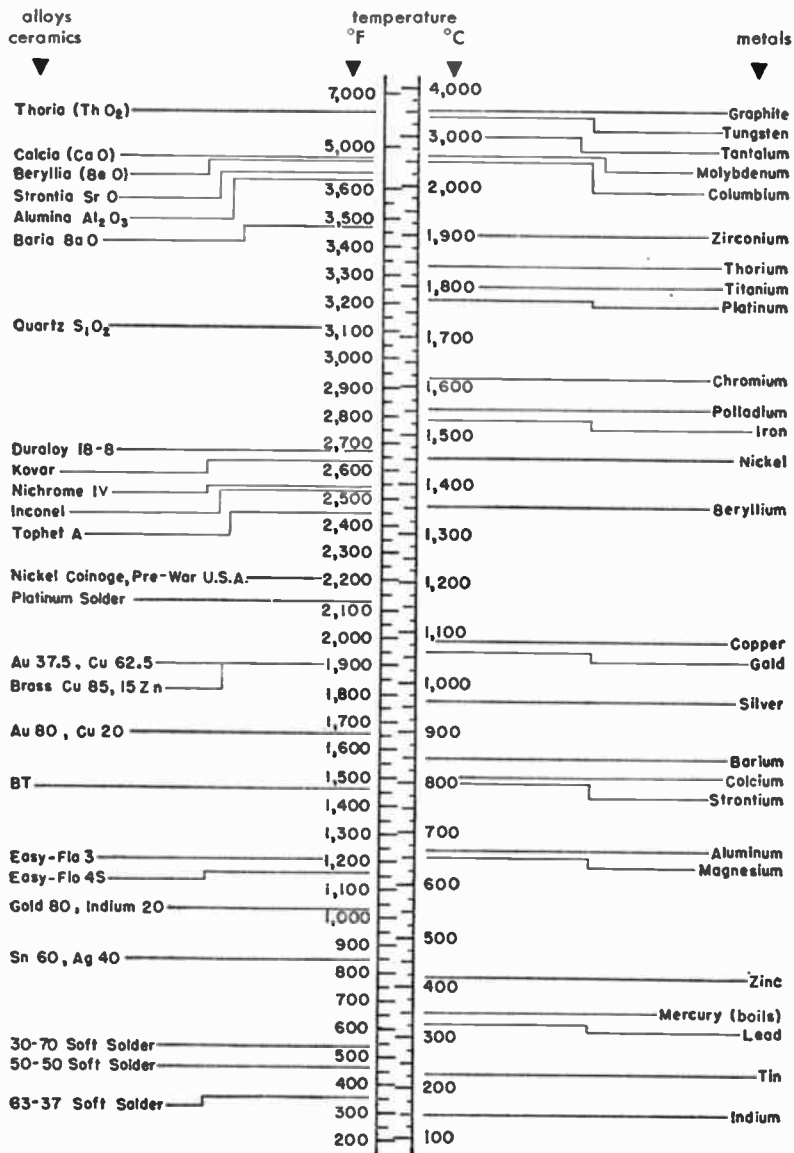 alloys
ceramics
Thoria (Th O₂)
Calcia (Ca O)
Beryllia (Be O)
Strontia Sr O
Alumina Al₂ O₃
Baria Ba O
Quartz SiO₂
Duraloy 18-8
Kovar
Nichrome IV
Inconel
Tophet A
Nickel Coinage, Pre-War U.S.A.
Platinum Solder
Au 37.5, Cu 62.5
Brass Cu 85, 15 Zn
Au 80, Cu 20
BT
Easy-Flo 3
Easy-Flo 45
Gold 80, Indium 20
Sn 60, Ag 40
30-70 Soft Solder
50-50 Soft Solder
63-37 Soft Solder
temperature
°F
7,000
5,000
3,600
3,500
3,400
3,300
3,200
3,100
3,000
2,900
2,800
2,700
2,600
2,500
2,400
2,300
2,200
2,100
2,000
1,900
1,800
1,700
1,600
1,500
1,400
1,300
1,200
1,100
1,000
900
800
700
600
500
400
300
200
°C
4,000
3,000
2,000
1,900
1,800
1,700
1,600
1,500
1,400
1,300
1,200
1,100
1,000
900
800
700
600
500
400
300
200
100
metals
Graphite
Tungsten
Tantalum
Molybdenum
Columbium
Zirconium
Thorium
Titanium
Platinum
Chromium
Palladium
Iron
Nickel
Beryllium
Copper
Gold
Silver
Barium
Calcium
Strontium
Aluminum
Magnesium
Zinc
Mercury (boils)
Lead
Tin
Indium